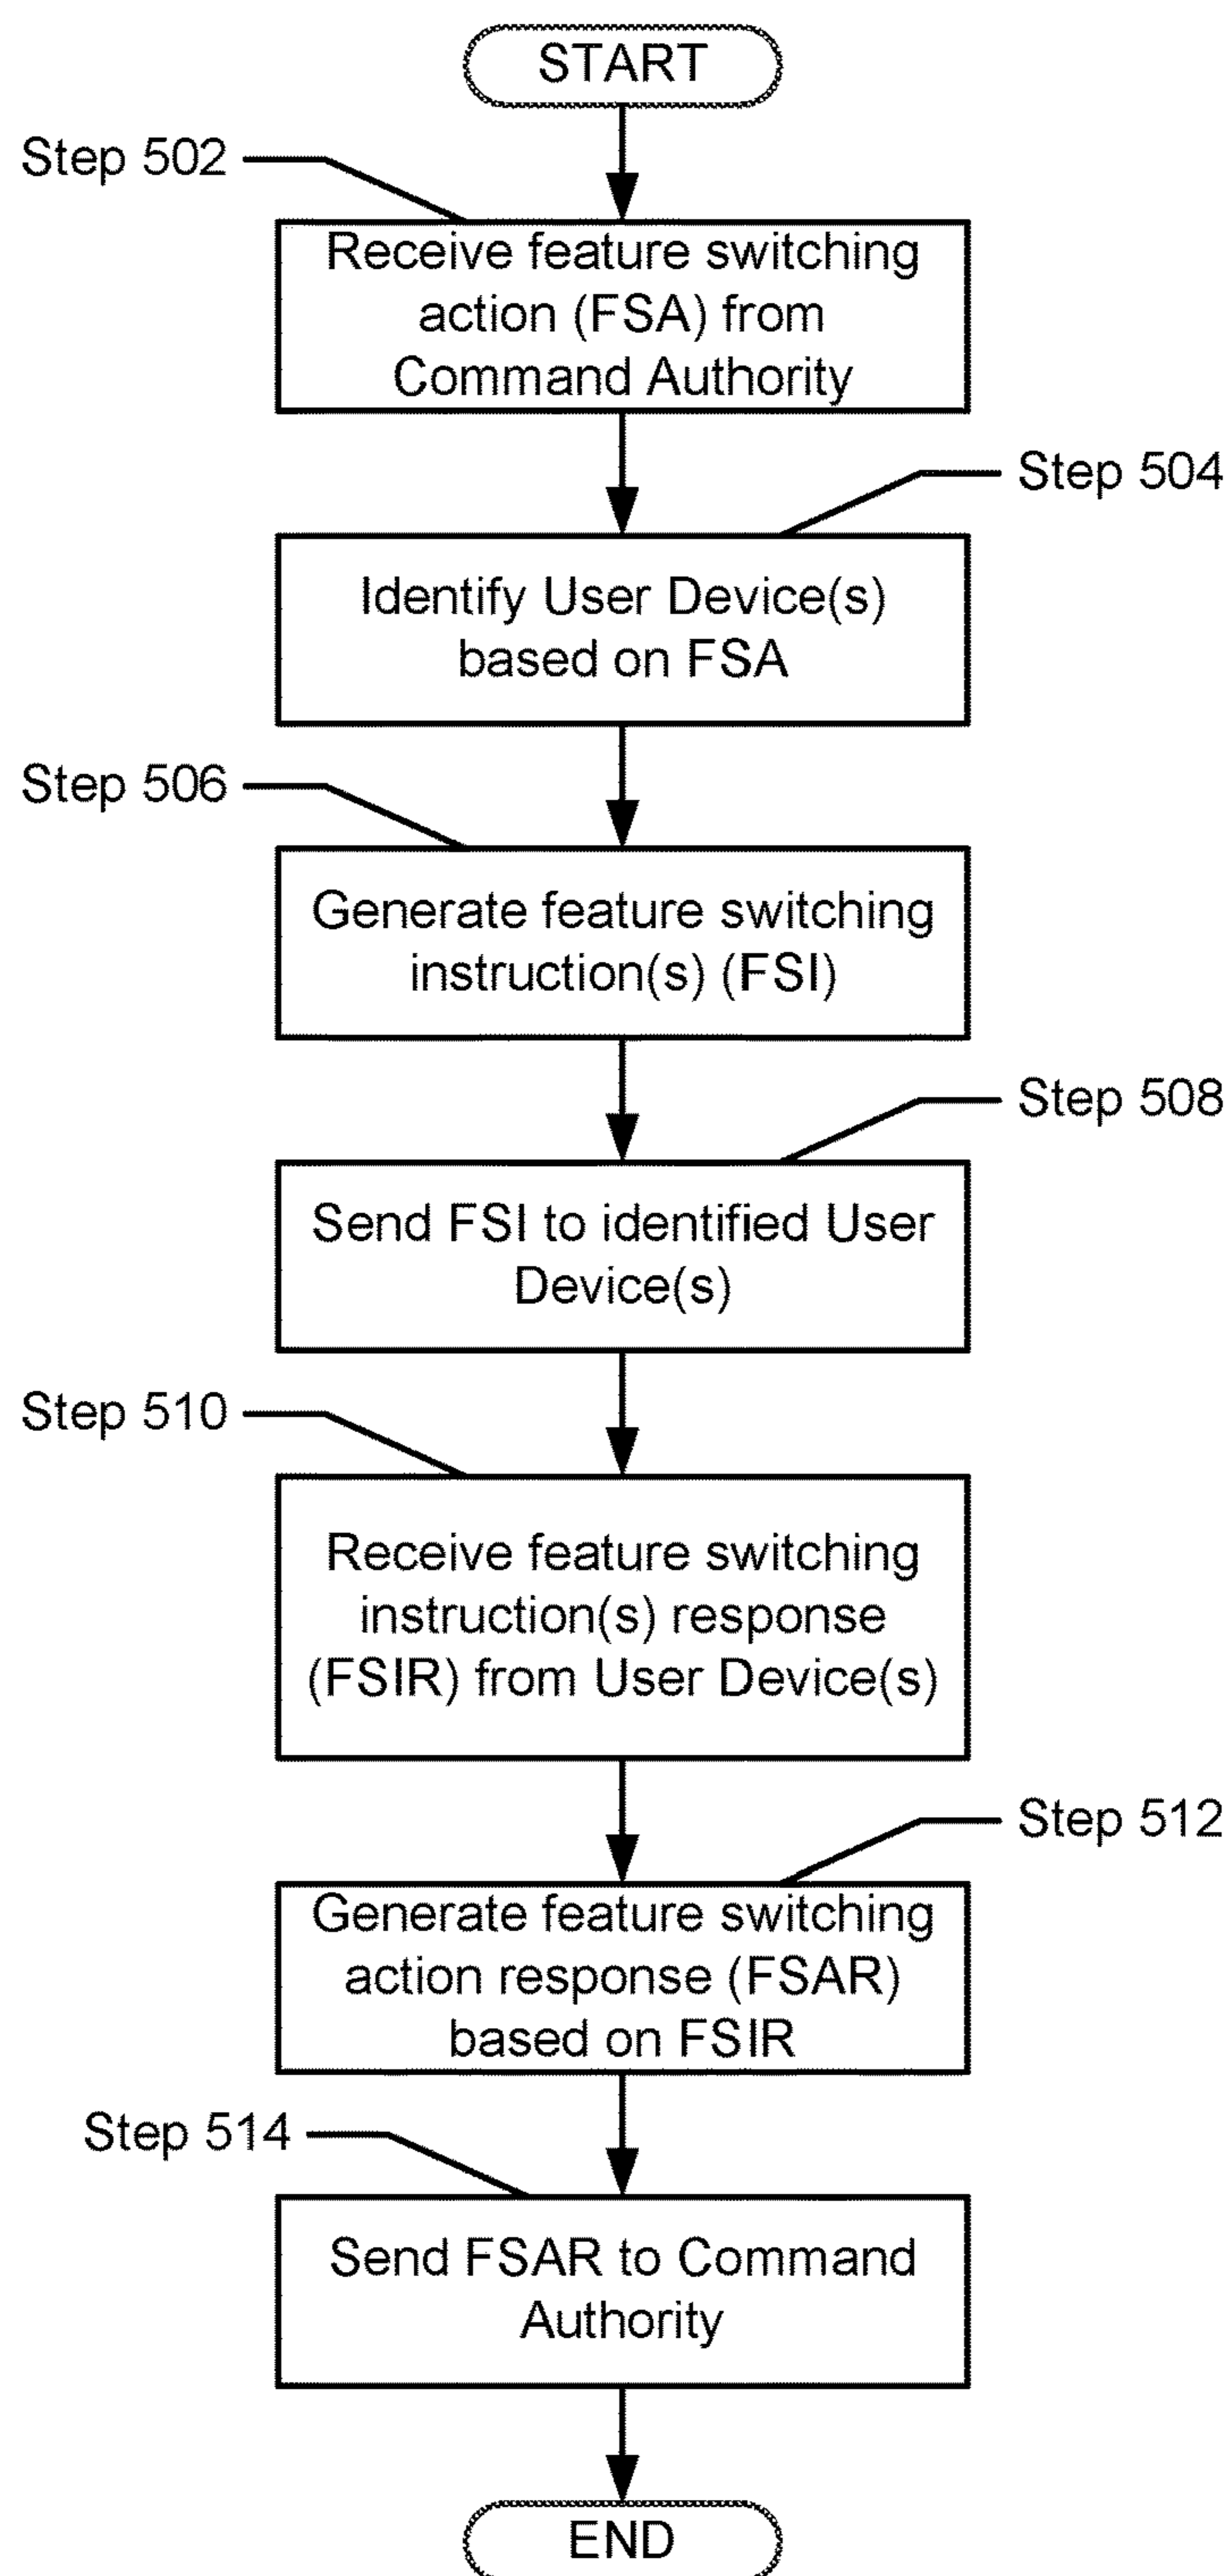 START
Step 502
Receive feature switching
action (FSA) from
Command Authority
Step 504
Identify User Device(s)
based on FSA
Step 506
Generate feature switching
instruction(s) (FSI)
Step 508
Send FSI to identified User
Device(s)
Step 510
Receive feature switching
instruction(s) response
(FSIR) from User Device(s)
Step 512
Generate feature switching
action response (FSAR)
based on FSIR
Step 514
Send FSAR to Command
Authority
END